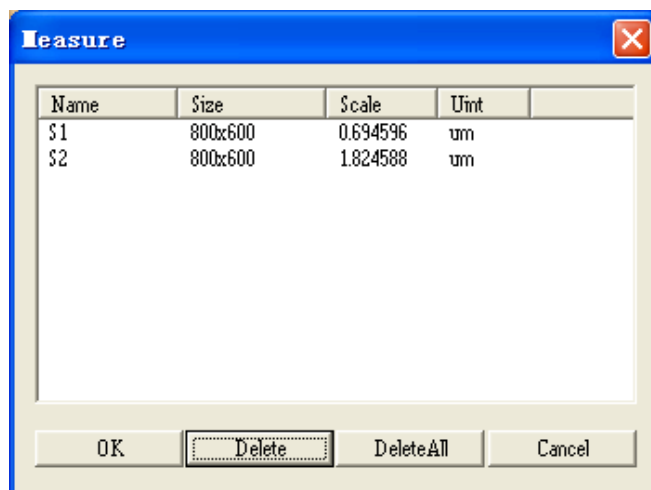 Measure
Name Size Scale Uint
S1 800x600 0.694596 um
S2 800x600 1.824588 um
OK Delete DeleteAll Cancel